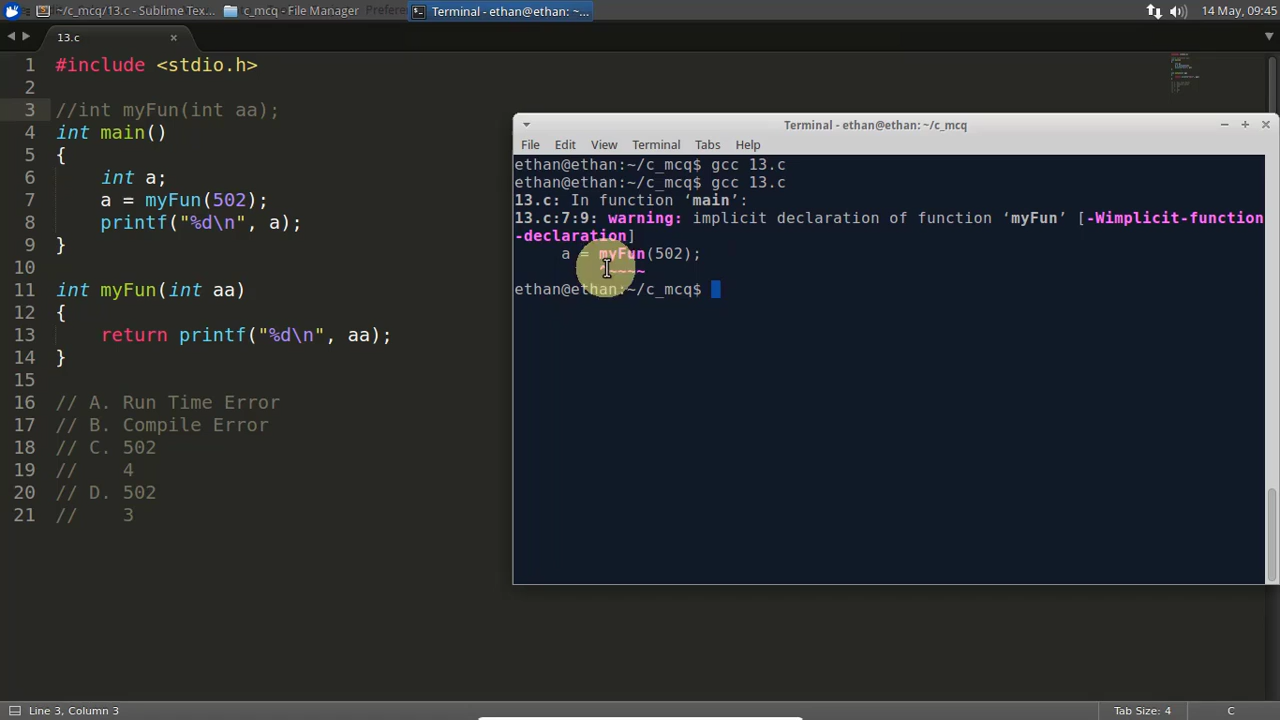 ~/c_mcq/13.c - Sublime Tex... c_mcq - File Manager Terminal - ethan@ethan: ~... 14 May, 09:45
13.c ×
1 #include <stdio.h>
2
3 //int myFun(int aa);
4 int main()
5 {
6 int a;
7 a = myFun(502);
8 printf("%d\n", a);
9 }
10
11 int myFun(int aa)
12 {
13 return printf("%d\n", aa);
14 }
15
16 // A. Run Time Error
17 // B. Compile Error
18 // C. 502
19 // 4
20 // D. 502
21 // 3
Terminal - ethan@ethan: ~/c_mcq
File Edit View Terminal Tabs Help
ethan@ethan:~/c_mcq$ gcc 13.c
ethan@ethan:~/c_mcq$ gcc 13.c
13.c: In function ‘main’:
13.c:7:9: warning: implicit declaration of function ‘myFun’ [-Wimplicit-function
-declaration]
a = myFun(502);
^~~~~
ethan@ethan:~/c_mcq$
Line 3, Column 3 Tab Size: 4 C